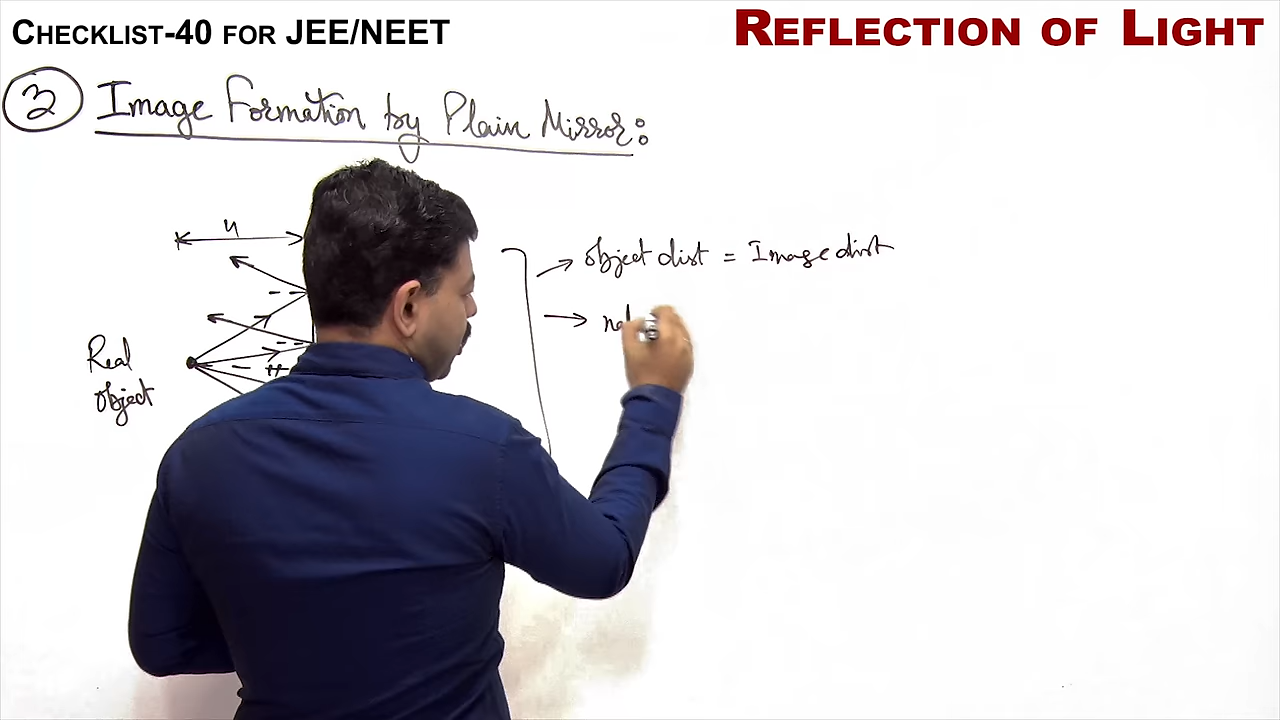 CHECKLIST-40 FOR JEE/NEET
REFLECTION OF LIGHT
3 Image Formation by Plain Mirror:
u
→ object dist = Image dist
→
Real
object